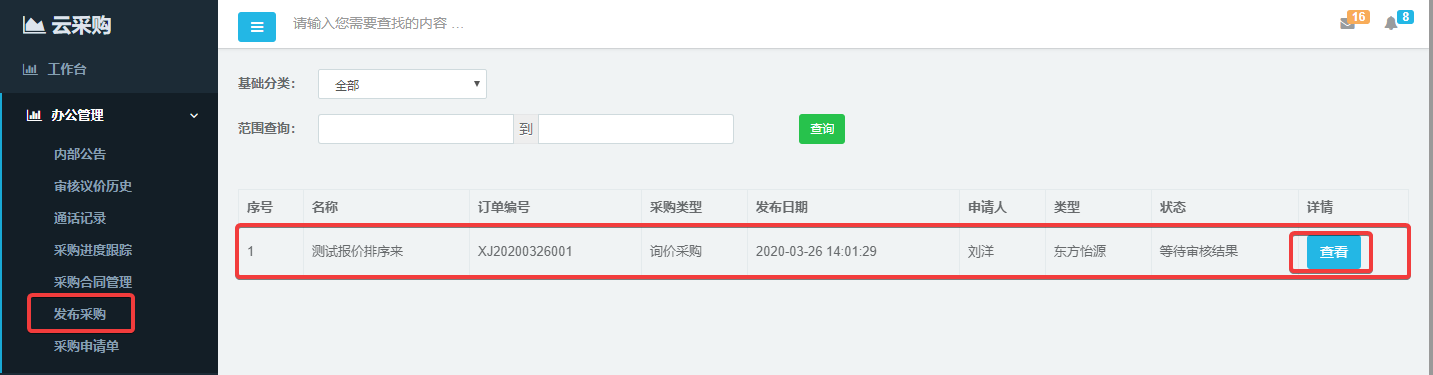 云采购
请输入您需要查找的内容 ...
16
8
工作台
办公管理
内部公告
审核议价历史
通话记录
采购进度跟踪
采购合同管理
发布采购
采购申请单
基础分类: 全部
范围查询: 到 查询
序号 名称 订单编号 采购类型 发布日期 申请人 类型 状态 详情
1 测试报价排序来 XJ20200326001 询价采购 2020-03-26 14:01:29 刘洋 东方怡源 等待审核结果 查看